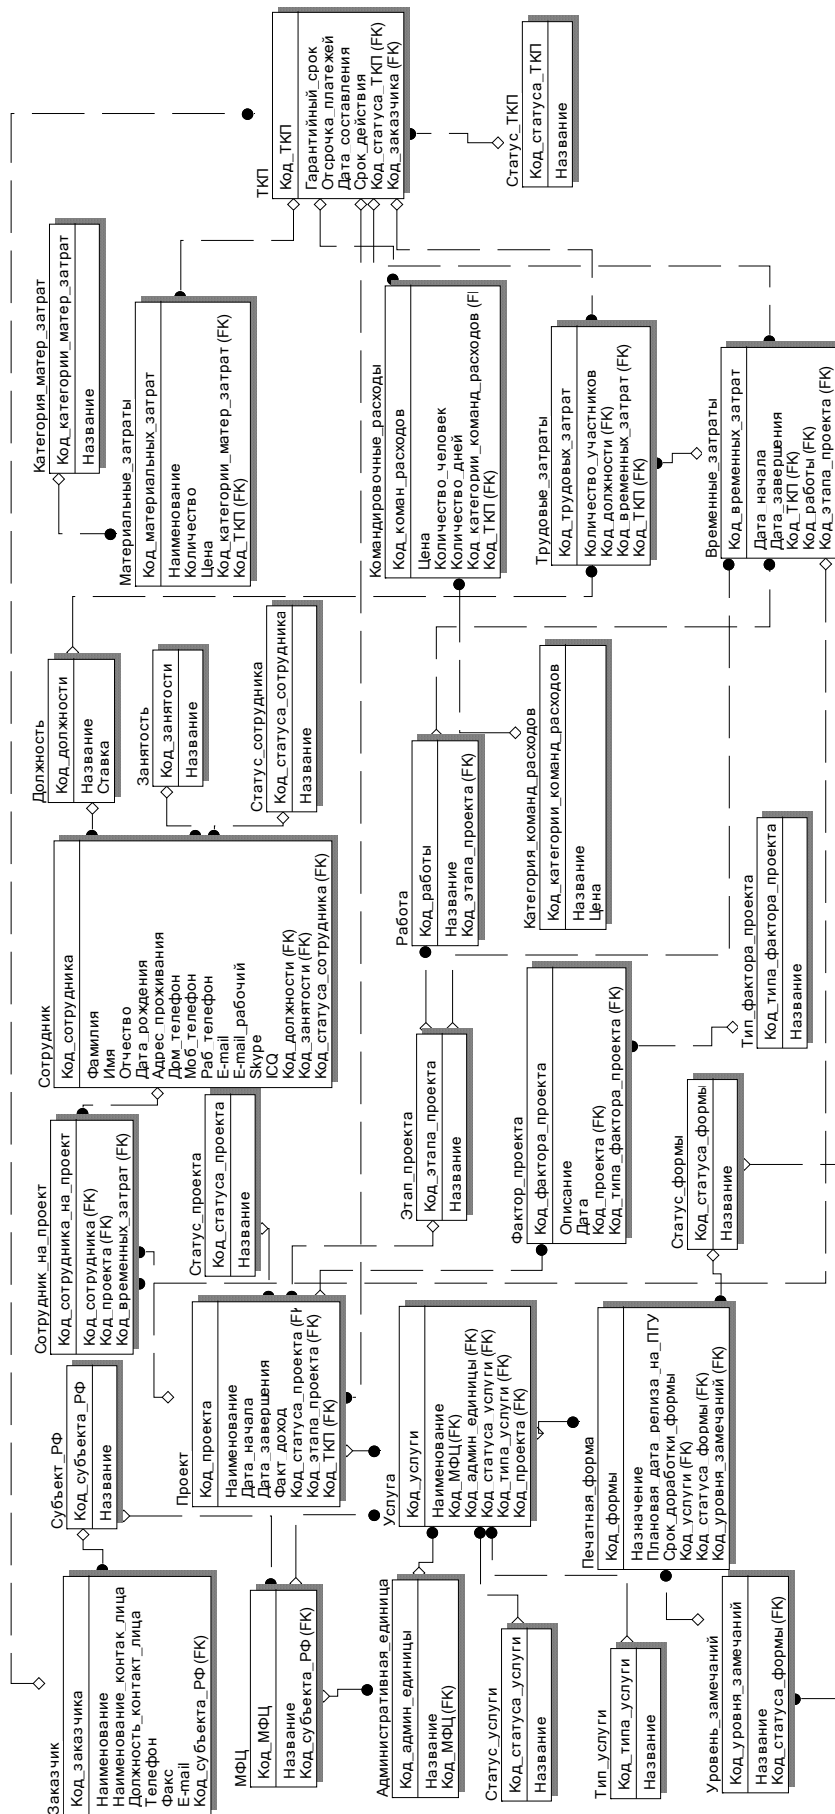 Заказчик
Код_заказчика
Наименование
Наименование_контак_лица
Должность_контакт_лица
Телефон
Факс
E-mail
Код_субъекта_РФ (FK)
Субъект_РФ
Код_субъекта_РФ
Название
Сотрудник_на_проект
Код_сотрудника_на_проект
Код_сотрудника (FK)
Код_проекта (FK)
Код_временных_затрат (FK)
Сотрудник
Код_сотрудника
Фамилия
Имя
Отчество
Дата_рождения
Адрес_проживания
Дом_телефон
Моб_телефон
Раб_телефон
E-mail
E-mail_рабочий
Skype
ICQ
Код_должности (FK)
Код_занятости (FK)
Код_статуса_сотрудника (FK)
Должность
Код_должности
Название
Ставка
Занятость
Код_занятости
Название
Статус_сотрудника
Код_статуса_сотрудника
Название
Категория_матер_затрат
Код_категории_матер_затрат
Название
Материальные_затраты
Код_материальных_затрат
Наименование
Количество
Цена
Код_категории_матер_затрат (FK)
Код_ТКП (FK)
ТКП
Код_ТКП
Гарантийный_срок
Отсрочка_платежей
Дата_составления
Срок_действия
Код_статуса_ТКП (FK)
Код_заказчика (FK)
Статус_ТКП
Код_статуса_ТКП
Название
МФЦ
Код_МФЦ
Название
Код_субъекта_РФ (FK)
Проект
Код_проекта
Наименование
Дата_начала
Дата_завершения
Факт_доход
Код_статуса_проекта (FK
Код_этапа_проекта (FK)
Код_ТКП (FK)
Статус_проекта
Код_статуса_проекта
Название
Командировочные_расходы
Код_коман_расходов
Цена
Количество_человек
Количество_дней
Код_категории_команд_расходов (F
Код_ТКП (FK)
Административная_единица
Код_админ_единицы
Название
Код_МФЦ (FK)
Услуга
Код_услуги
Наименование
Код_МФЦ(FK)
Код_админ_единицы (FK)
Код_статуса_услуги (FK)
Код_типа_услуги (FK)
Код_проекта (FK)
Этап_проекта
Код_этапа_проекта
Название
Работа
Код_работы
Название
Код_этапа_проекта (FK)
Категория_команд_расходов
Код_категории_команд_расходов
Название
Цена
Трудовые_затраты
Код_трудовых_затрат
Количество_участников
Код_должности (FK)
Код_временных_затрат (FK)
Код_ТКП (FK)
Статус_услуги
Код_статуса_услуги
Название
Фактор_проекта
Код_фактора_проекта
Описание
Дата
Код_проекта (FK)
Код_типа_фактора_проекта (FK)
Тип_услуги
Код_типа_услуги
Название
Печатная_форма
Код_формы
Назначение
Плановая_дата_релиза_на_ПГУ
Срок_доработки_формы
Код_услуги (FK)
Код_статуса_формы (FK)
Код_уровня_замечаний (FK)
Статус_формы
Код_статуса_формы
Название
Тип_фактора_проекта
Код_типа_фактора_проекта
Название
Временные_затраты
Код_временных_затрат
Дата_начала
Дата_завершения
Код_ТКП (FK)
Код_работы (FK)
Код_этапа_проекта (FK)
Уровень_замечаний
Код_уровня_замечаний
Название
Код_статуса_формы (FK)